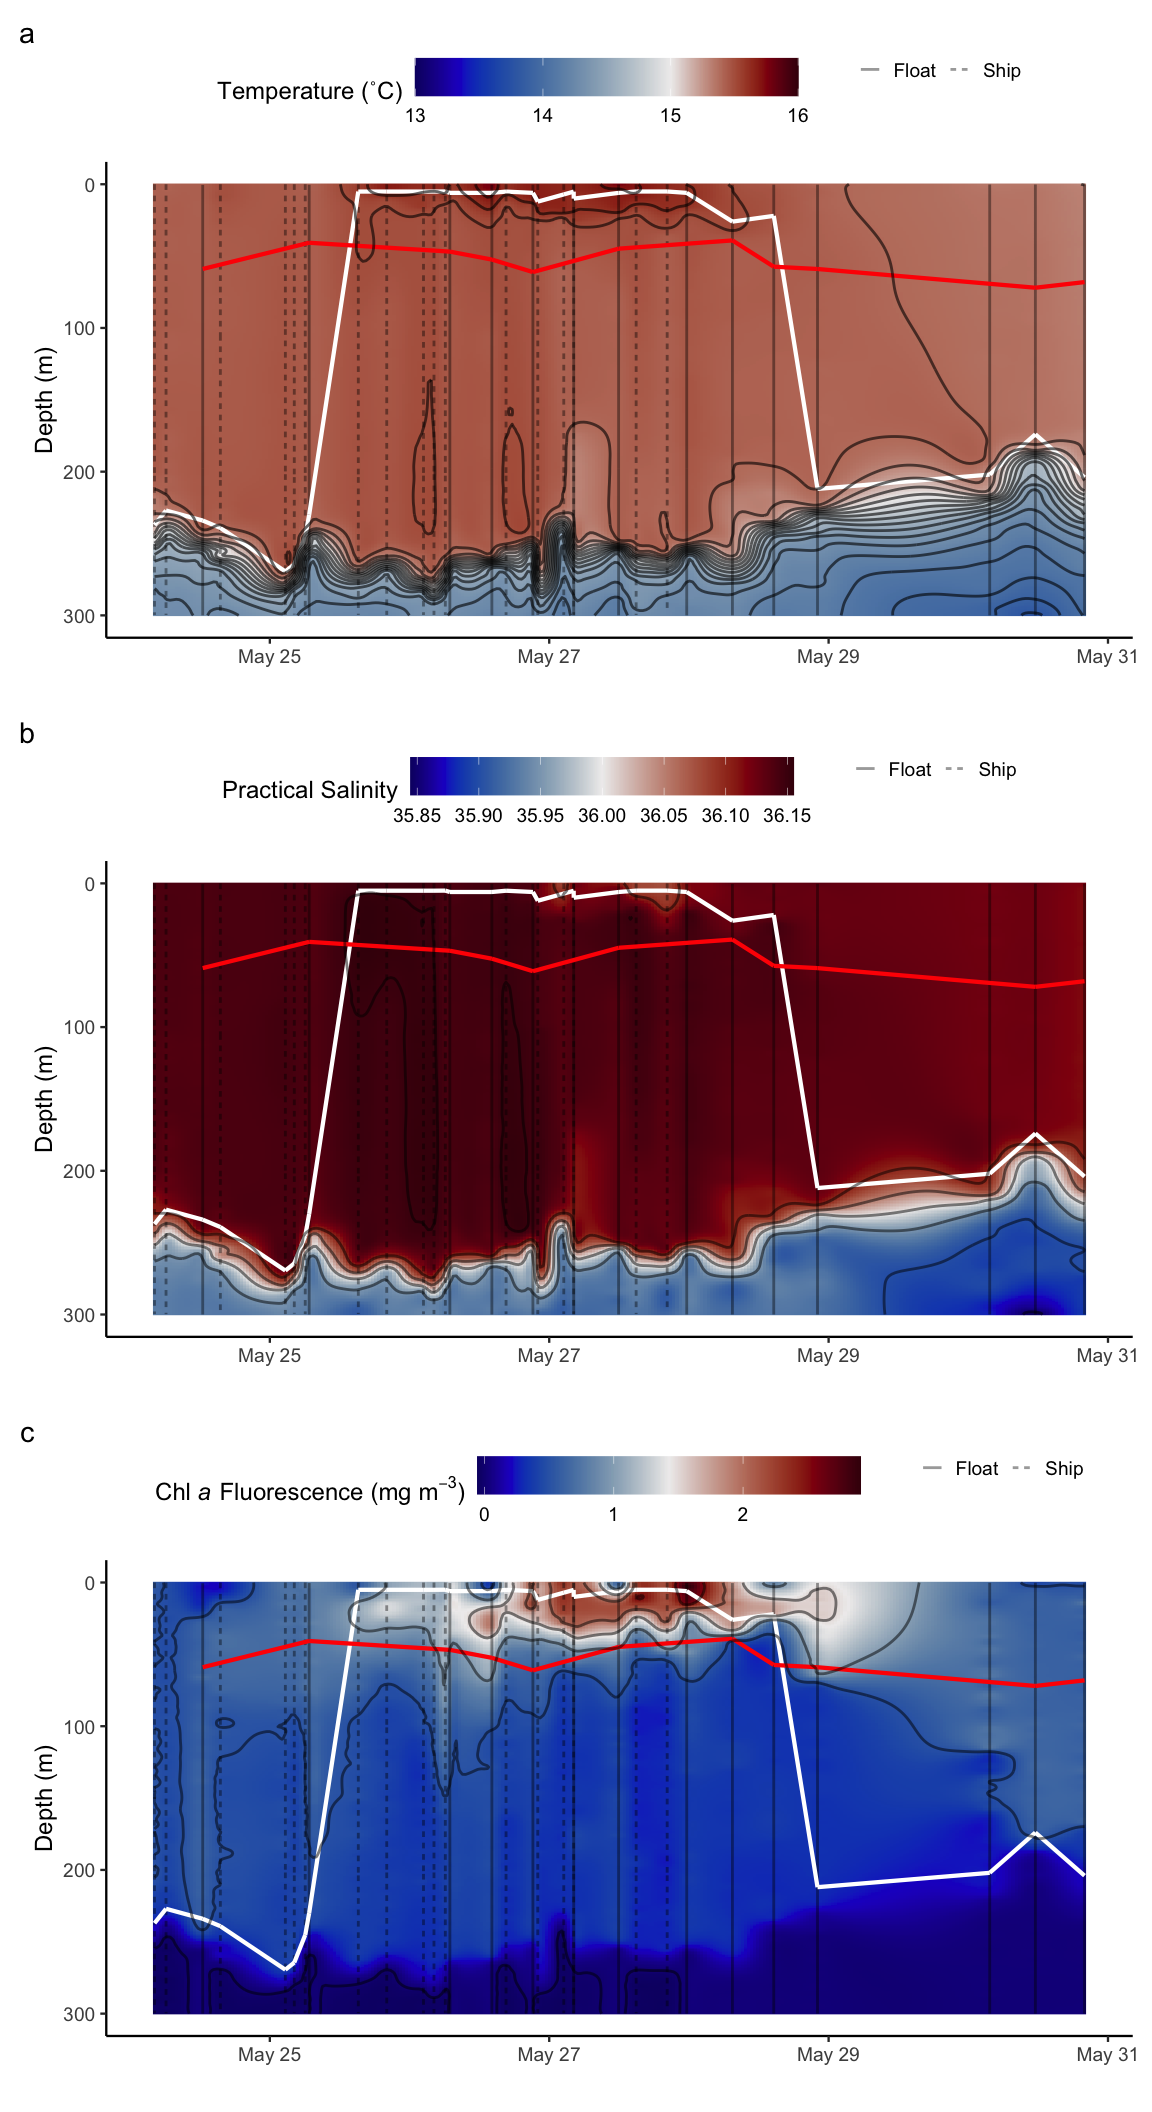 a
Temperature (˚C)
13 14 15 16
Float Ship
Depth (m)
0
100
200
300
May 25 May 27 May 29 May 31
b
Practical Salinity
35.85 35.90 35.95 36.00 36.05 36.10 36.15
Float Ship
Depth (m)
0
100
200
300
May 25 May 27 May 29 May 31
c
Chl a Fluorescence (mg m⁻³)
0 1 2
Float Ship
Depth (m)
0
100
200
300
May 25 May 27 May 29 May 31